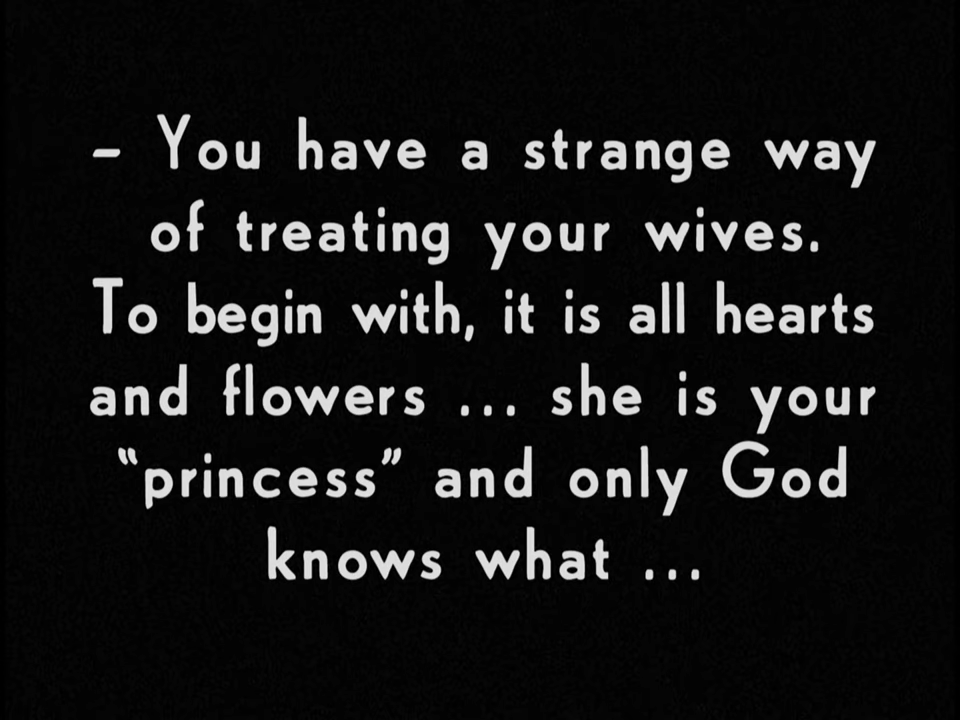 – You have a strange way
of treating your wives.
To begin with, it is all hearts
and flowers ... she is your
“princess” and only God
knows what ...